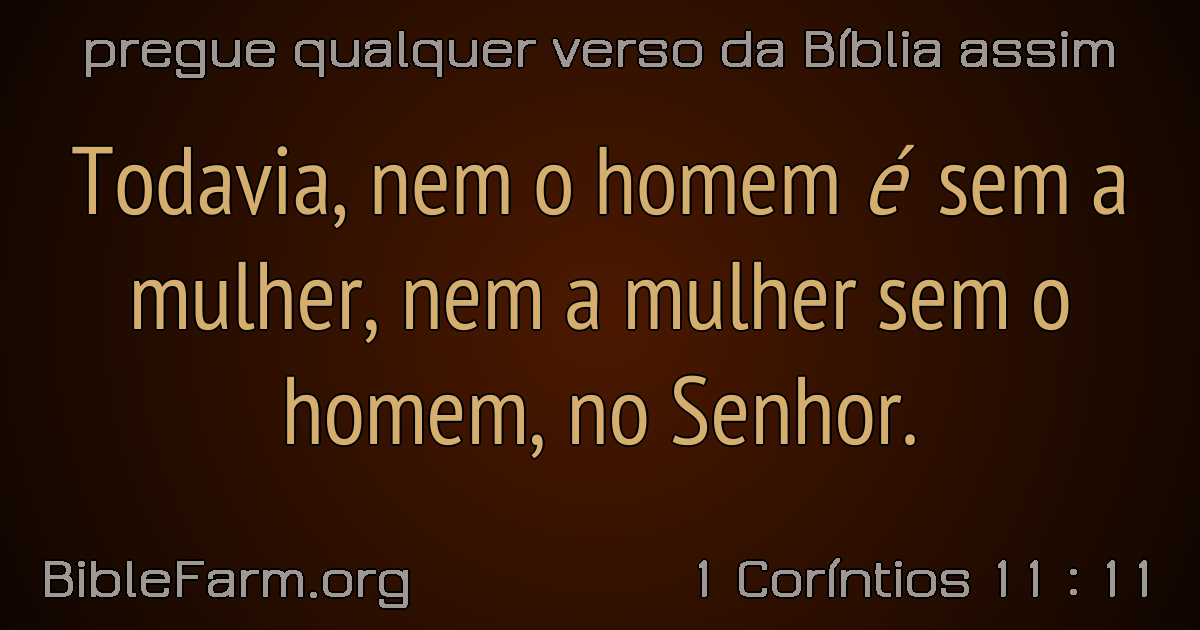 pregue qualquer verso da Bíblia assim
Todavia, nem o homem é sem a
mulher, nem a mulher sem o
homem, no Senhor.
BibleFarm.org
1 Coríntios 11 : 11